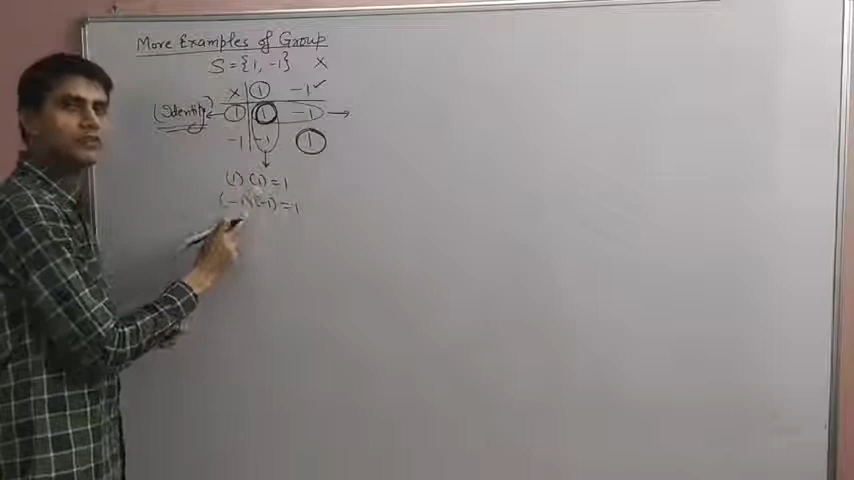 More Examples of Group
S = {1, -1} ×
× 1 -1 ✓
(Identity) ← 1 1 -1 →
-1 -1 1
(1) (1) = 1
(-1) (-1) = 1